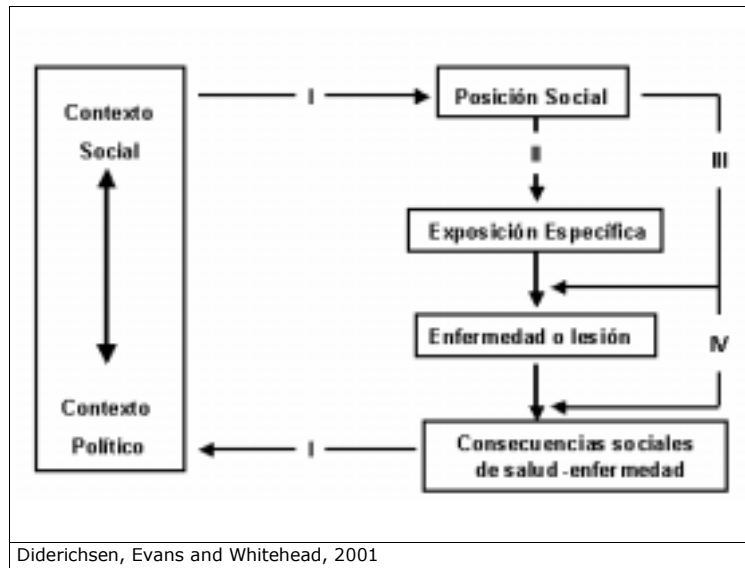 Contexto
Social
Contexto
Político
I
Posición Social
II
III
Exposición Específica
Enfermedad o lesión
IV
Consecuencias sociales
de salud -enfermedad
I
Diderichsen, Evans and Whitehead, 2001